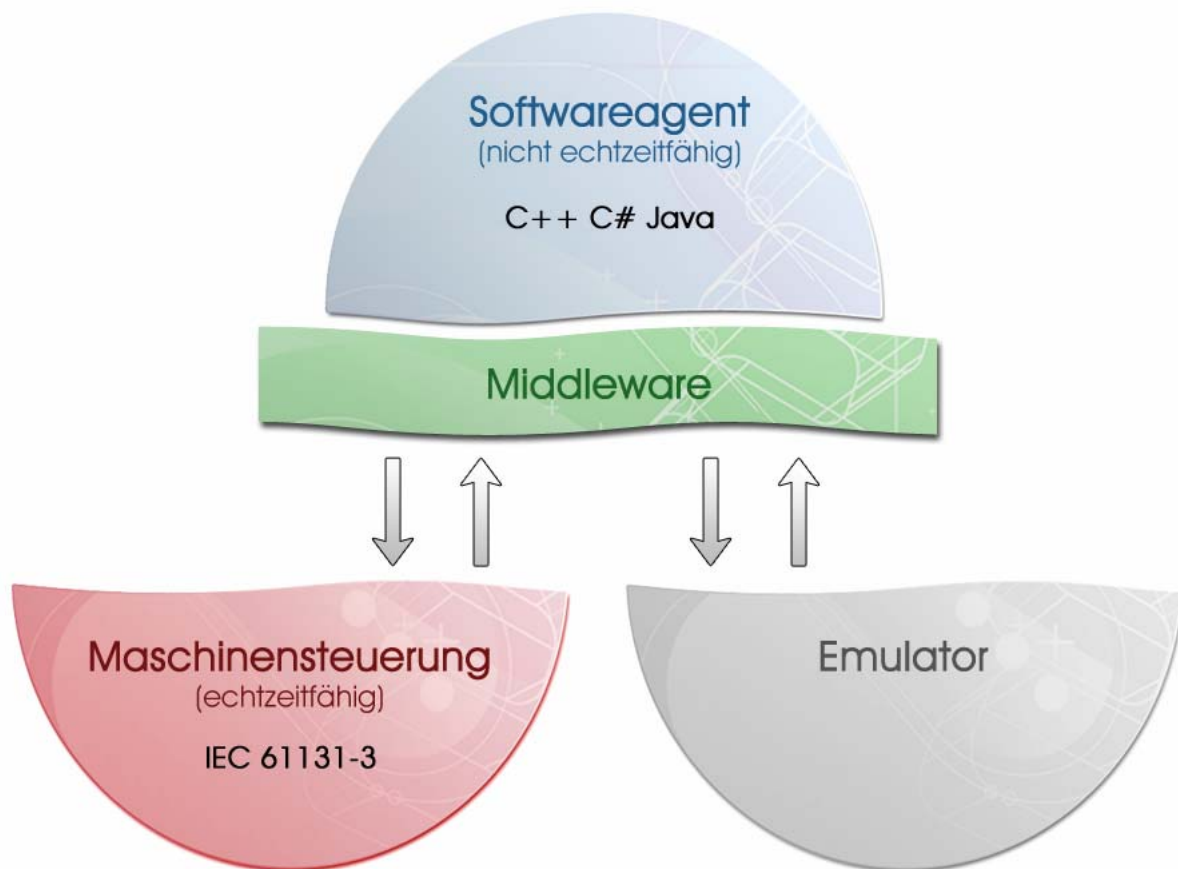 Softwareagent
(nicht echtzeitfähig)
C++ C# Java
Middleware
Maschinensteuerung
(echtzeitfähig)
IEC 61131-3
Emulator